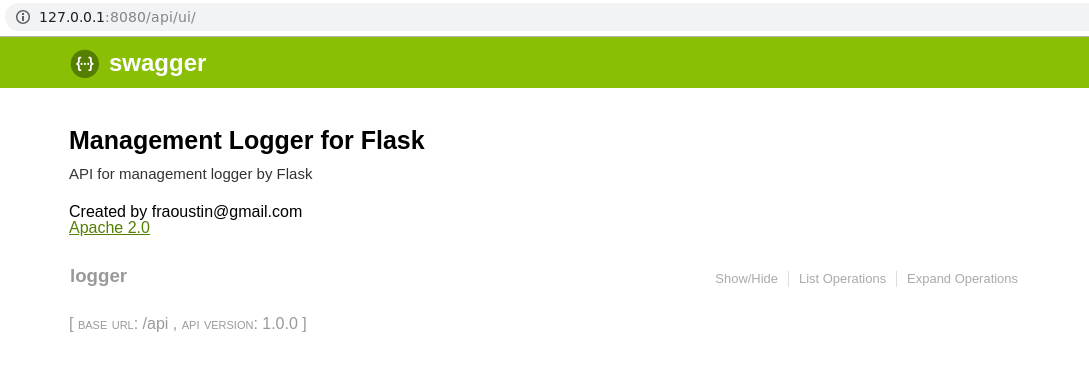 127.0.0.1:8080/api/ui/
{···} swagger
Management Logger for Flask
API for management logger by Flask
Created by fraoustin@gmail.com
Apache 2.0
logger Show/Hide List Operations Expand Operations
[ BASE URL: /api , API VERSION: 1.0.0 ]